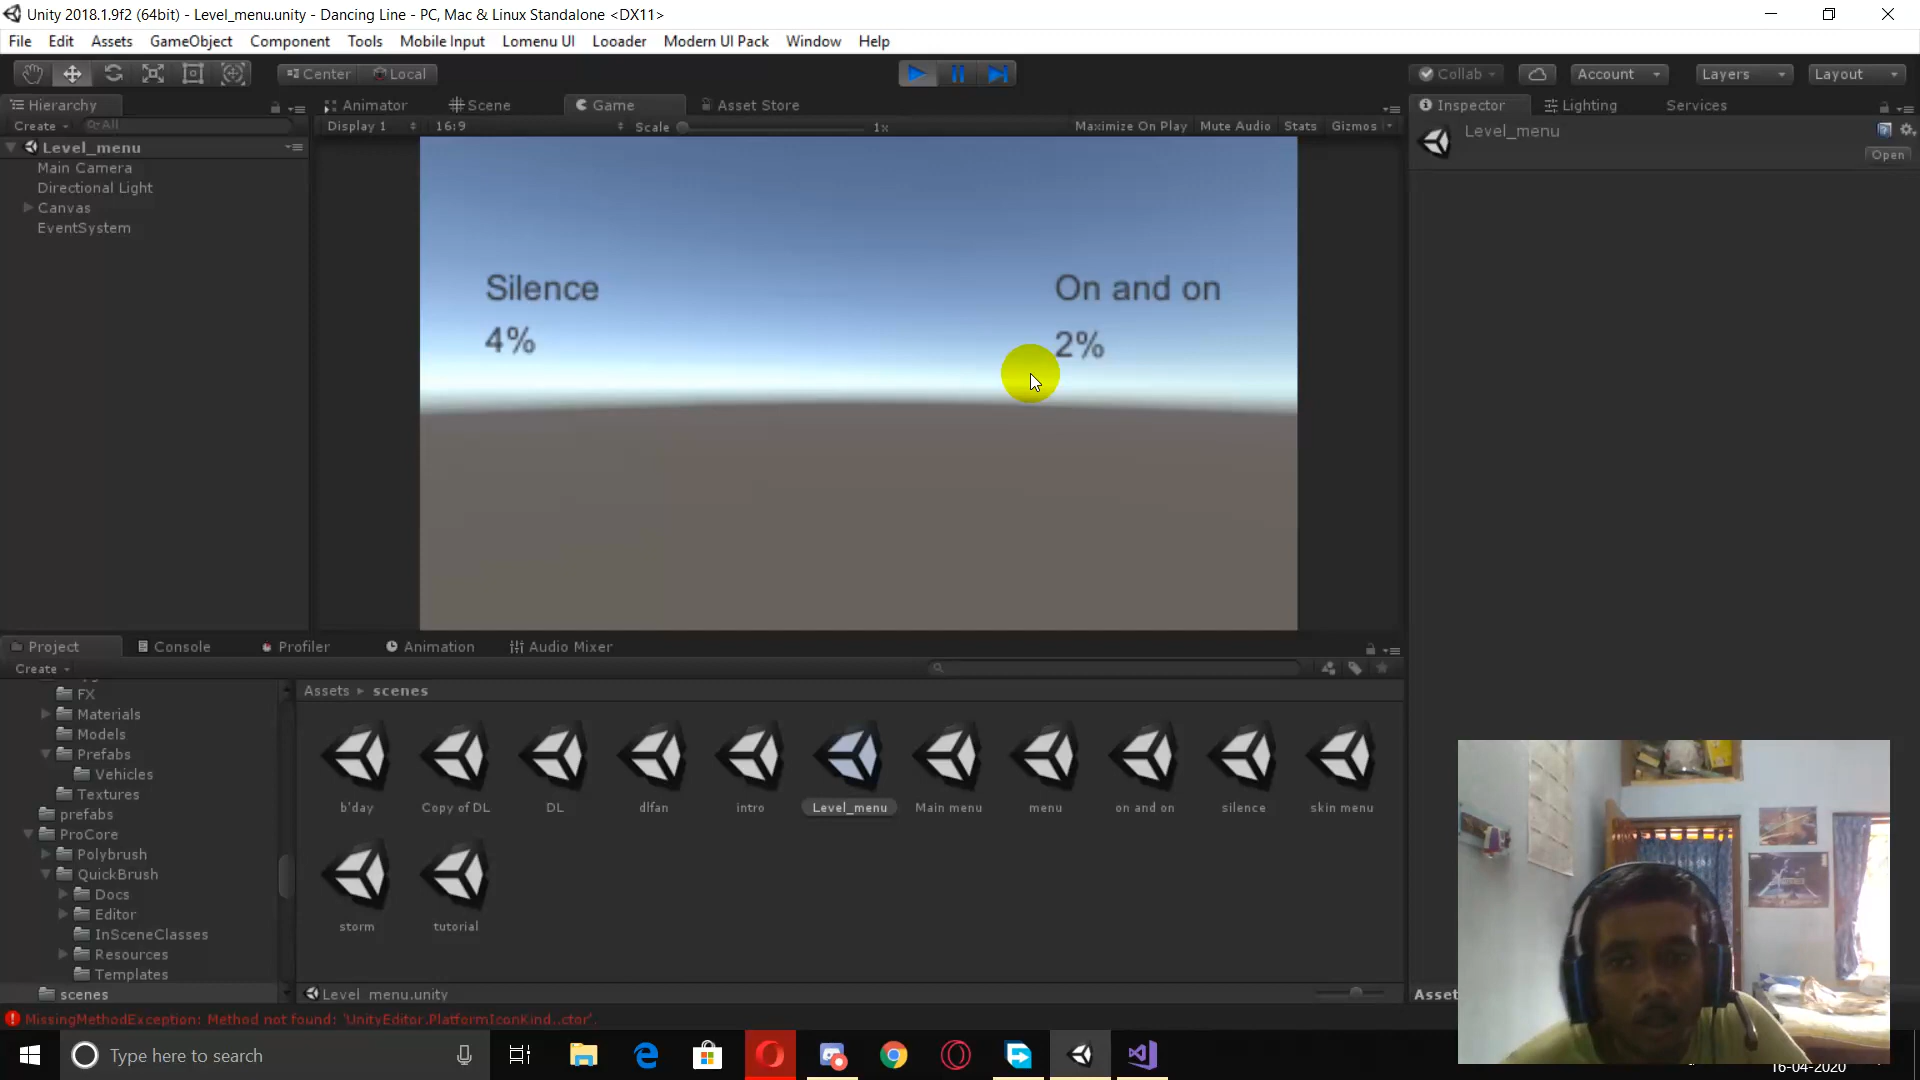 Unity 2018.1.9f2 (64bit) - Level_menu.unity - Dancing Line - PC, Mac & Linux Standalone <DX11>
File Edit Assets GameObject Component Tools Mobile Input Lomenu UI Looader Modern UI Pack Window Help
Center Local Collab Account Layers Layout
Hierarchy Animator Scene Game Asset Store Inspector Lighting Services
Create All Display 1 16:9 Scale 1x Maximize On Play Mute Audio Stats Gizmos
Level_menu
Level_menu
Open
Main Camera
Directional Light
Canvas
EventSystem
Silence On and on
4% 2%
Project Console Profiler Animation Audio Mixer
Create
Assets scenes
FX
Materials
Models
Prefabs
Vehicles
Textures
prefabs
ProCore
Polybrush
QuickBrush
Docs
Editor
InSceneClasses
Resources
Templates
scenes
b'day Copy of DL DL dlfan intro Level_menu Main menu menu on and on silence skin menu
storm tutorial
Level_menu.unity
Asset
MissingMethodException: Method not found: 'UnityEditor.PlatformIconKind..ctor'.
Type here to search
16-04-2020